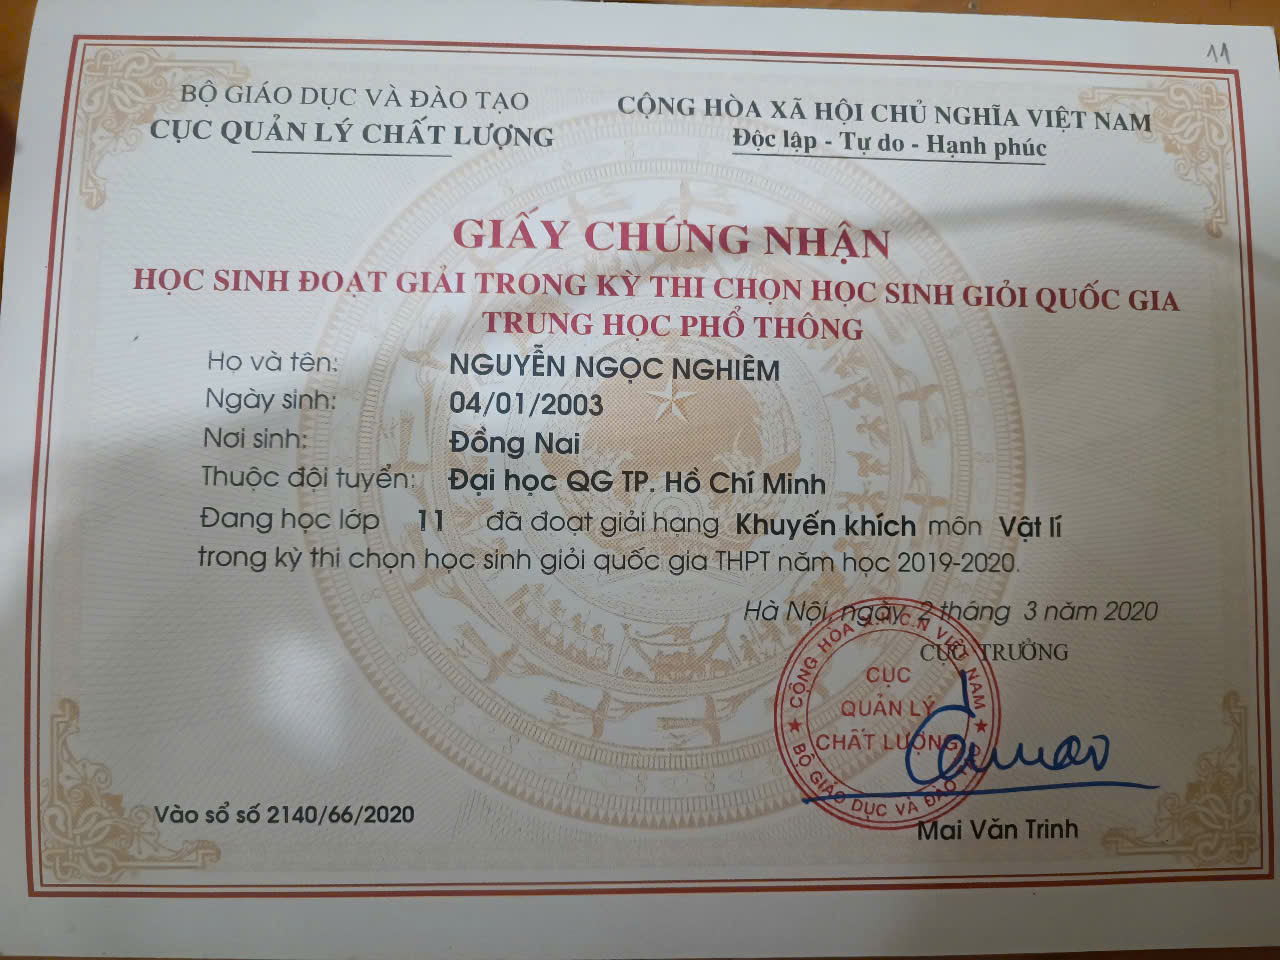 11
BỘ GIÁO DỤC VÀ ĐÀO TẠO
CỤC QUẢN LÝ CHẤT LƯỢNG
CỘNG HÒA XÃ HỘI CHỦ NGHĨA VIỆT NAM
Độc lập - Tự do - Hạnh phúc
GIẤY CHỨNG NHẬN
HỌC SINH ĐOẠT GIẢI TRONG KỲ THI CHỌN HỌC SINH GIỎI QUỐC GIA
TRUNG HỌC PHỔ THÔNG
Họ và tên: NGUYỄN NGỌC NGHIÊM
Ngày sinh: 04/01/2003
Nơi sinh: Đồng Nai
Thuộc đội tuyển: Đại học QG TP. Hồ Chí Minh
Đang học lớp 11 đã đoạt giải hạng Khuyến khích môn Vật lí
trong kỳ thi chọn học sinh giỏi quốc gia THPT năm học 2019-2020.
Hà Nội, ngày 2 tháng 3 năm 2020
CỤC TRƯỞNG
CỘNG HÒA X.H.C.N VIỆT NAM
CỤC
QUẢN LÝ
CHẤT LƯỢNG
BỘ GIÁO DỤC VÀ ĐÀO TẠO
Mai Văn Trinh
Vào sổ số 2140/66/2020